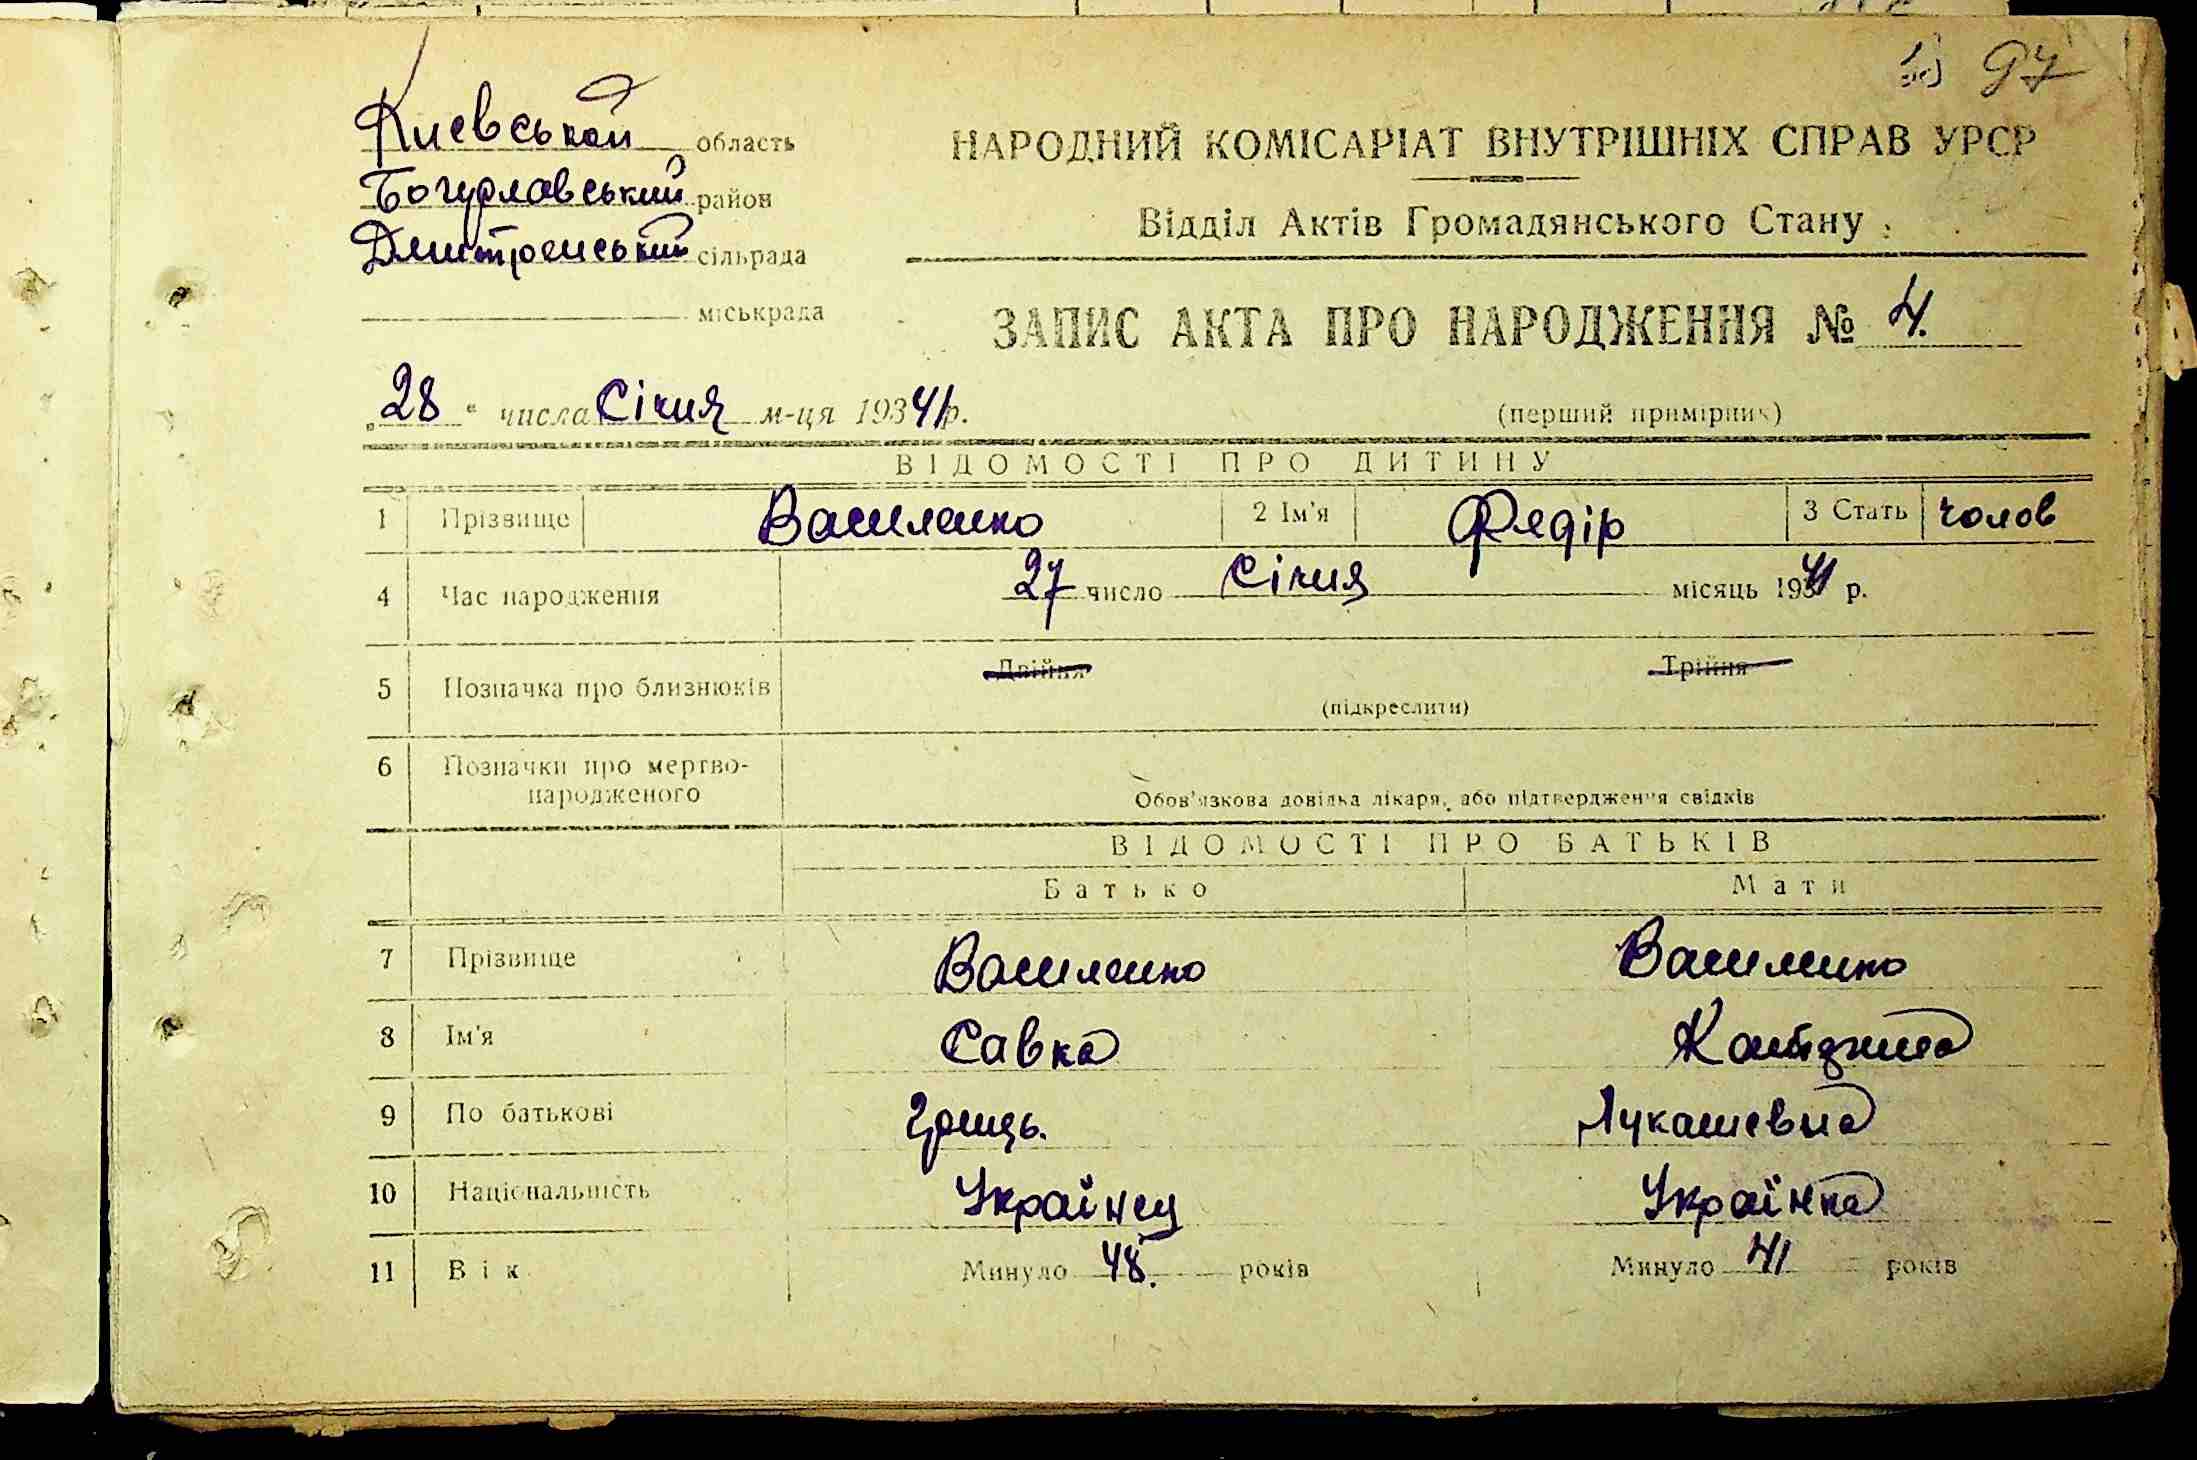 97
Киевськой область
Богуславський район
Дмитренський сільрада
міськрада
НАРОДНИЙ КОМІСАРІАТ ВНУТРІШНІХ СПРАВ УРСР
Відділ Актів Громадянського Стану
ЗАПИС АКТА ПРО НАРОДЖЕННЯ № 4.
„28“ числа Січня м-ця 1941 р.
(перший примірник)
ВІДОМОСТІ ПРО ДИТИНУ
1 Прізвище Василенко 2 Ім'я Федір 3 Стать чолов
4 Час народження 27 число Січня місяць 1941 р.
5 Позначка про близнюків Двійня Трійня
(підкреслити)
6 Позначки про мертво-
народженого
Обов'язкова довідка лікаря, або підтвердження свідків
ВІДОМОСТІ ПРО БАТЬКІВ
Батько Мати
7 Прізвище Василенко Василенко
8 Ім'я Савка
9 По батькові Гриць. Лукашевна
10 Національність Українец Українка
11 Вік Минуло 48. років Минуло 41 років